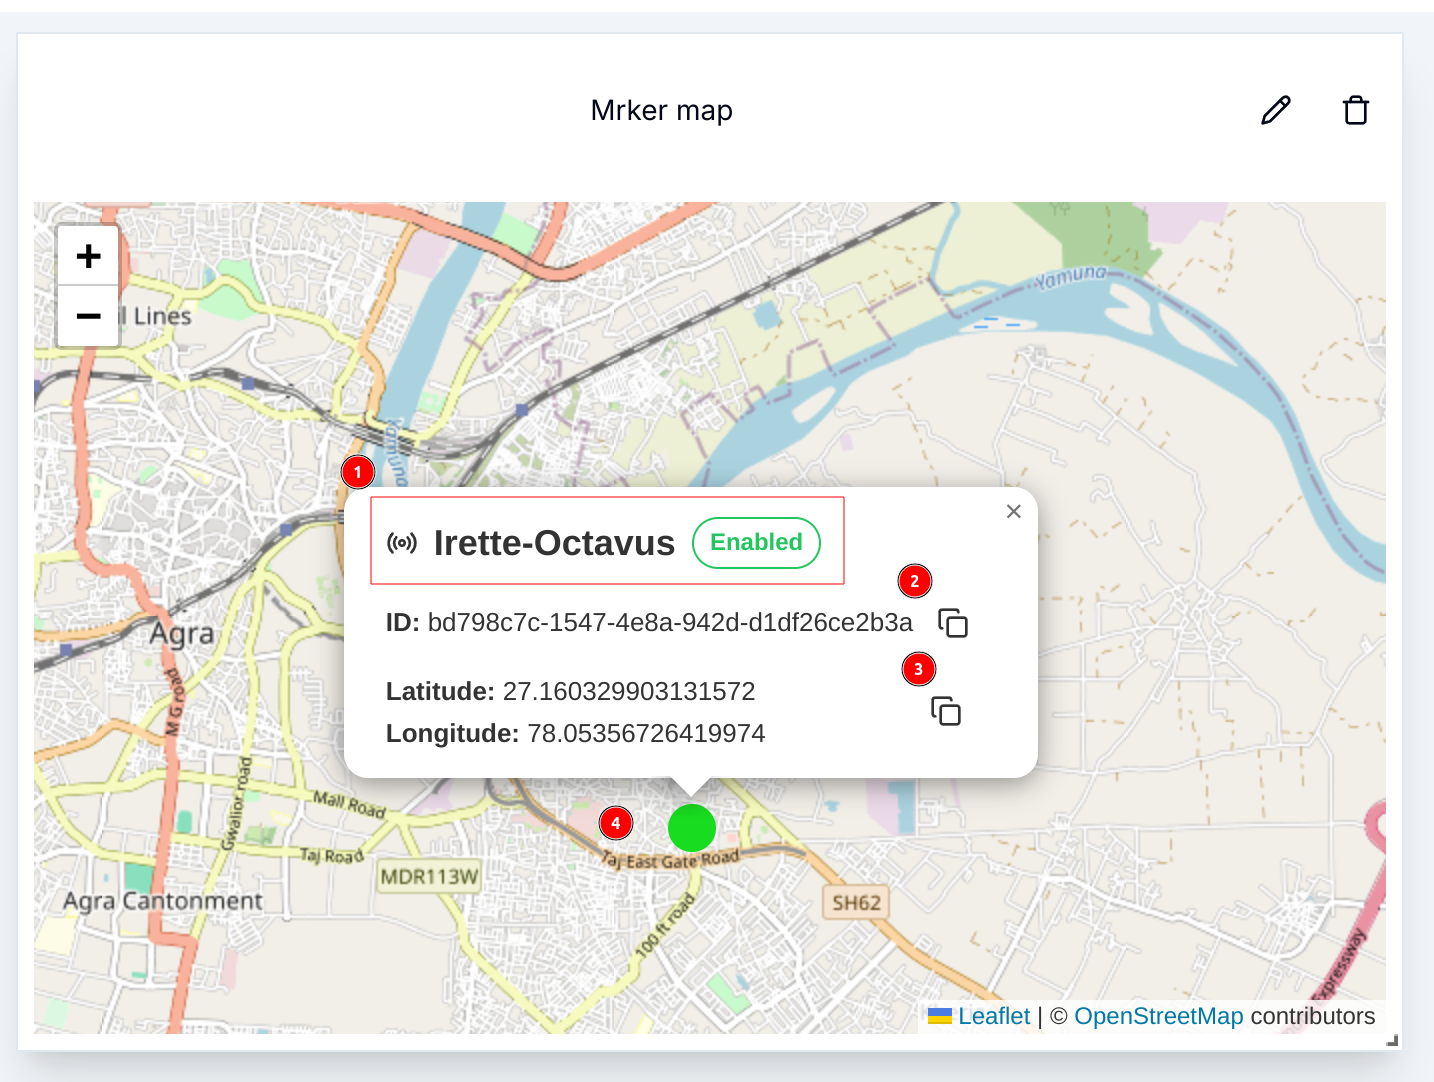 Mrker map
+
−
l Lines
Yamuna
Yamuna
1
Irette-Octavus Enabled
×
2
ID: bd798c7c-1547-4e8a-942d-d1df26ce2b3a
3
Latitude: 27.160329903131572
Longitude: 78.05356726419974
Agra
M G road
Gwalior road
Mall Road
4
Taj Road
Taj East Gate Road
MDR113W
Agra Cantonment
SH62
100 ft road
Expressway
Leaflet | © OpenStreetMap contributors